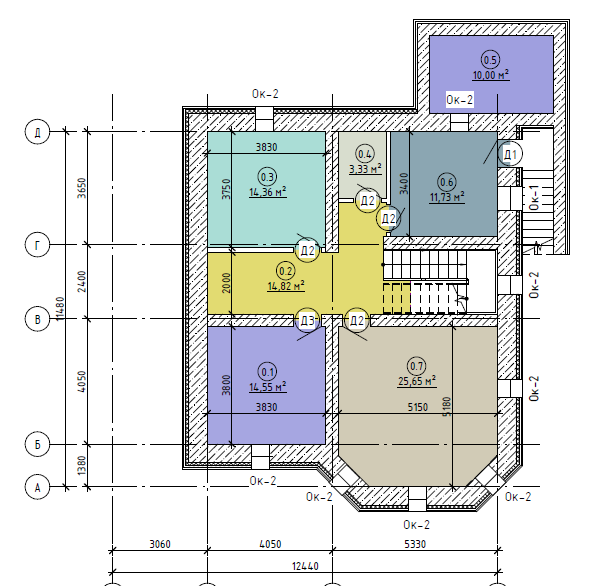 0.5
10,00 м²
Ок-2
Ок-2
Д
3830
0.4
3,33 м²
Д1
0.3
14,36 м²
3750
3400
0.6
11,73 м²
3650
Д2
Ок-1
Д2
Г
Д2
0.2
14,82 м²
2000
2400
11480
Ок-2
В
Д3
Д2
0.1
14,55 м²
0.7
25,65 м²
3800
4050
Ок-2
3830
5150
5180
Б
1380
А
Ок-2
Ок-2
Ок-2
Ок-2
3060
4050
5330
12440